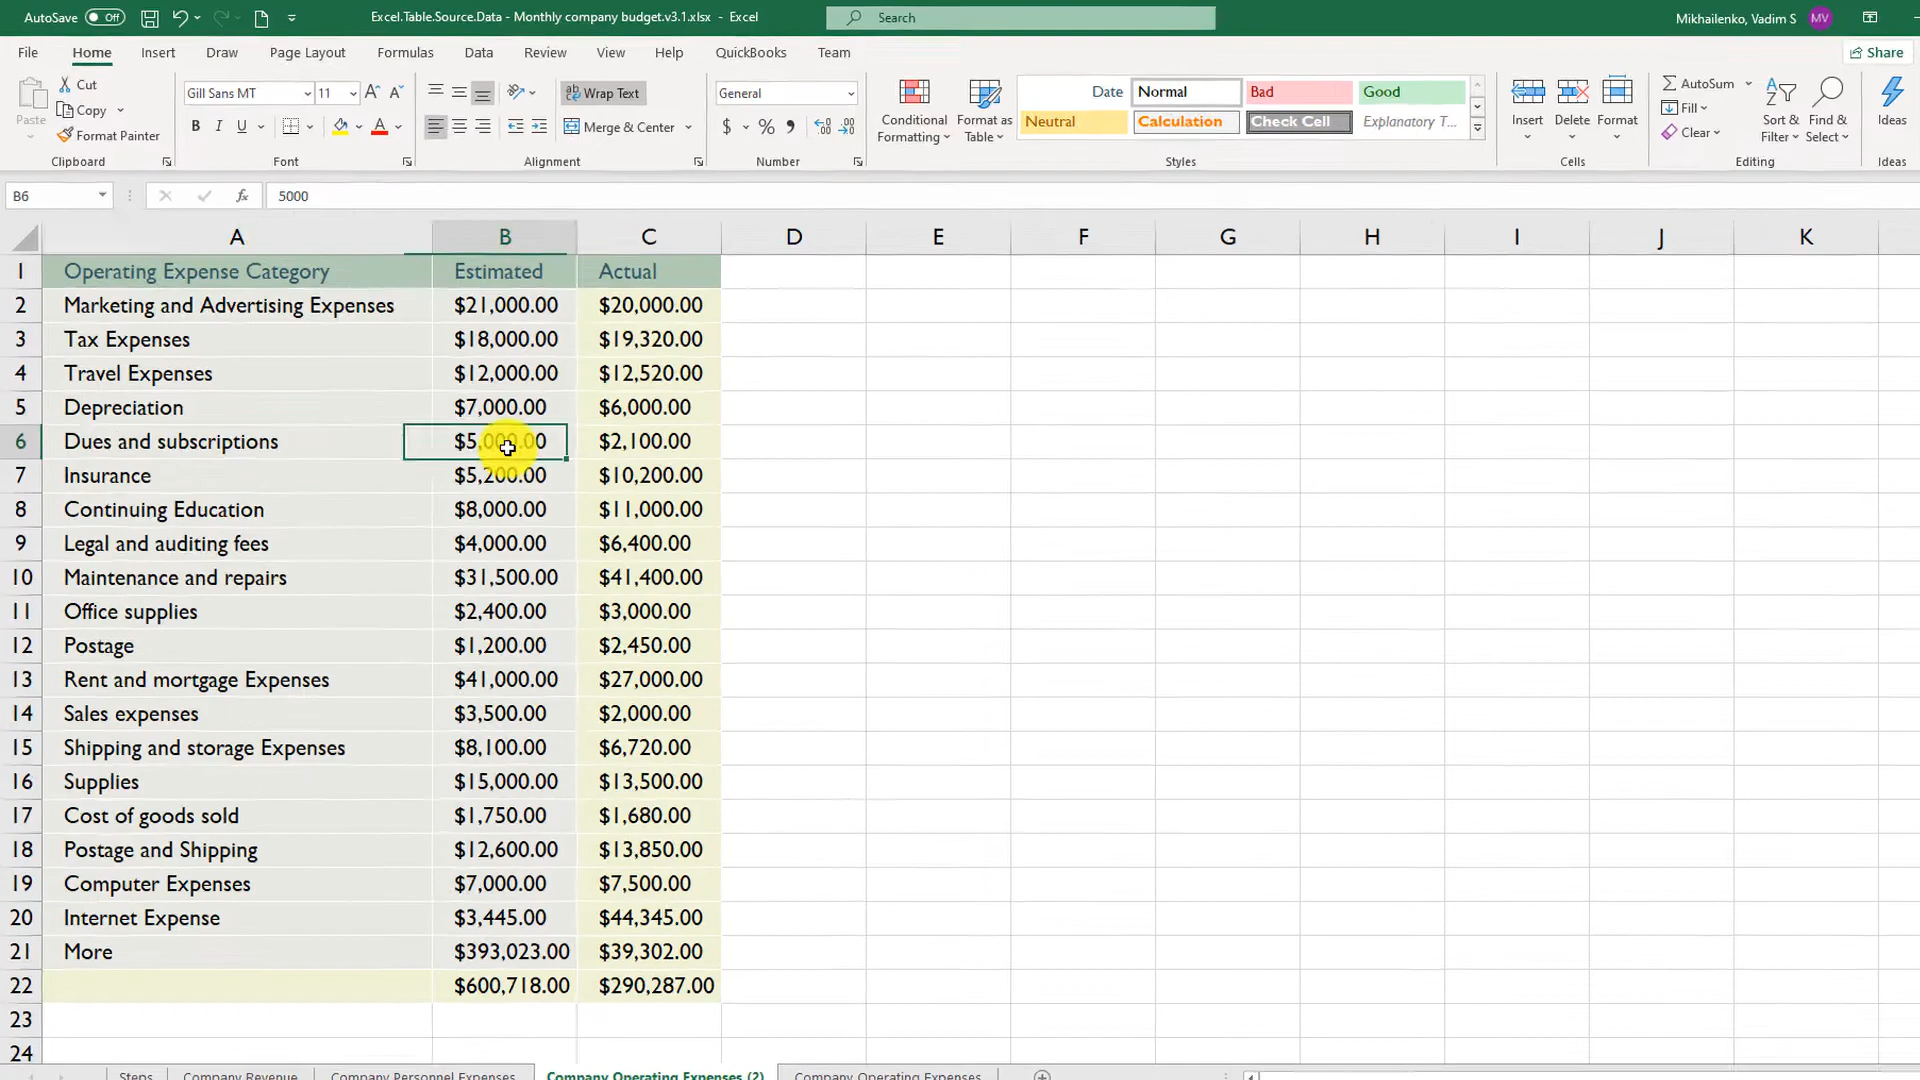 AutoSave Off Excel.Table.Source.Data - Monthly company budget.v3.1.xlsx - Excel Search Mikhailenko, Vadim S MV
File Home Insert Draw Page Layout Formulas Data Review View Help QuickBooks Team Share
Paste Cut Copy Format Painter
Clipboard
Gill Sans MT 11
B I U A
Font
Wrap Text
Merge & Center
Alignment
General
$ % 9
Number
Conditional Formatting
Format as Table
Date Normal Bad Good
Neutral Calculation Check Cell Explanatory T...
Styles
Insert Delete Format
Cells
AutoSum
Fill
Clear
Sort & Filter
Find & Select
Editing
Ideas
Ideas
B6 fx 5000
A B C D E F G H I J K
1 Operating Expense Category Estimated Actual
2 Marketing and Advertising Expenses $21,000.00 $20,000.00
3 Tax Expenses $18,000.00 $19,320.00
4 Travel Expenses $12,000.00 $12,520.00
5 Depreciation $7,000.00 $6,000.00
6 Dues and subscriptions $5,000.00 $2,100.00
7 Insurance $5,200.00 $10,200.00
8 Continuing Education $8,000.00 $11,000.00
9 Legal and auditing fees $4,000.00 $6,400.00
10 Maintenance and repairs $31,500.00 $41,400.00
11 Office supplies $2,400.00 $3,000.00
12 Postage $1,200.00 $2,450.00
13 Rent and mortgage Expenses $41,000.00 $27,000.00
14 Sales expenses $3,500.00 $2,000.00
15 Shipping and storage Expenses $8,100.00 $6,720.00
16 Supplies $15,000.00 $13,500.00
17 Cost of goods sold $1,750.00 $1,680.00
18 Postage and Shipping $12,600.00 $13,850.00
19 Computer Expenses $7,000.00 $7,500.00
20 Internet Expense $3,445.00 $44,345.00
21 More $393,023.00 $39,302.00
22 $600,718.00 $290,287.00
23
24
Steps Company Revenue Company Personnel Expenses Company Operating Expenses (2) Company Operating Expenses